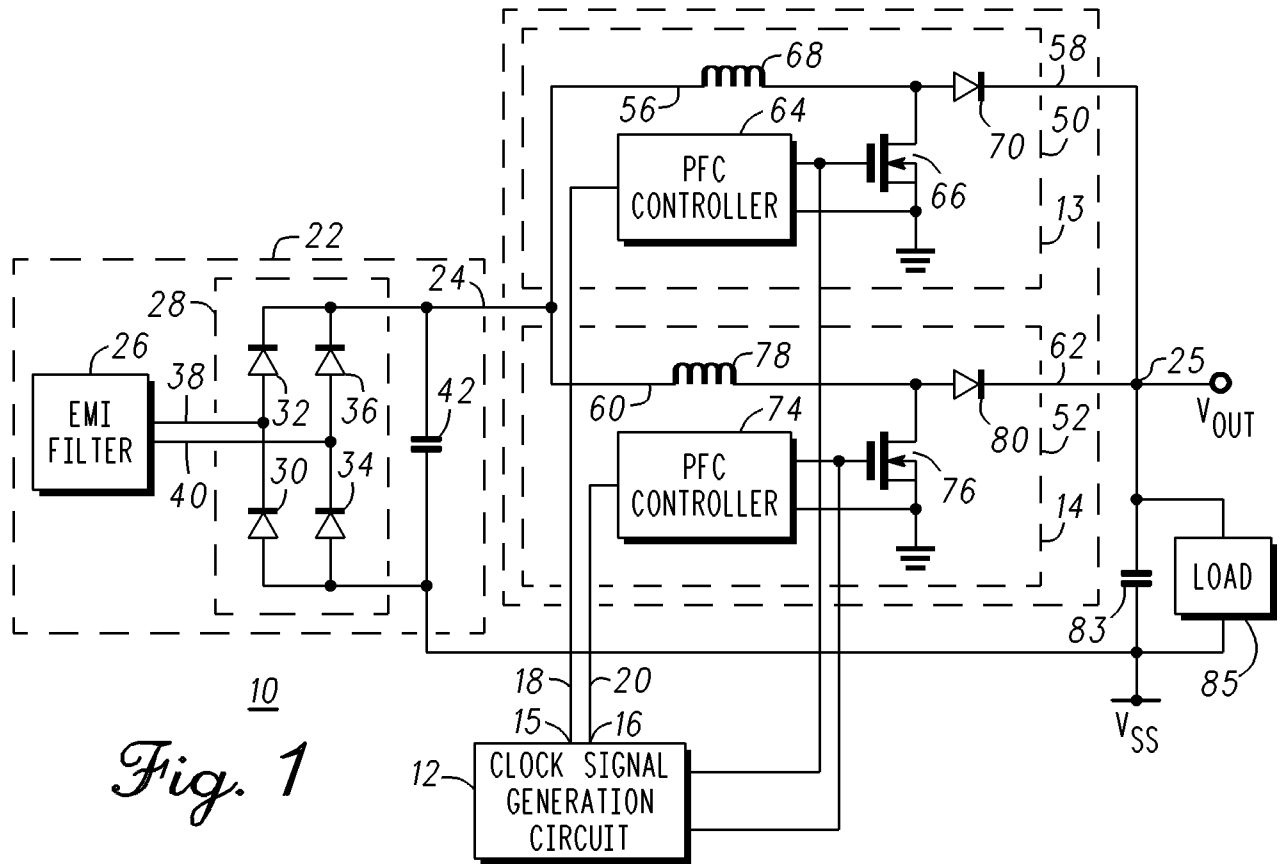 68
58
56
64
70
50
PFC
CONTROLLER
66
13
22
24
28
26
38
32
36
42
EMI
FILTER
40
30
34
78
62
25
60
74
80
52
V_OUT
PFC
CONTROLLER
76
14
LOAD
83
85
18
20
10
15
16
V_SS
Fig. 1
12
CLOCK SIGNAL
GENERATION
CIRCUIT